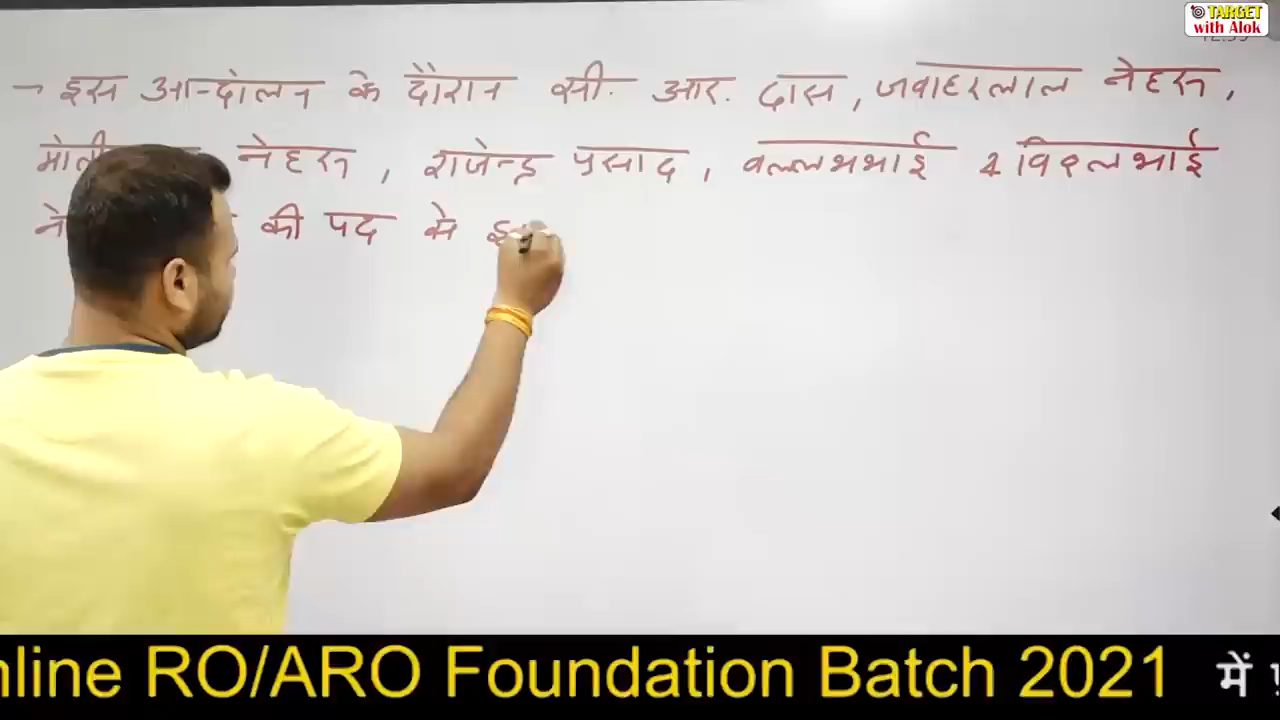 TARGET
with Alok
→ इस आन्दोलन के दौरान सी. आर. दास, जवाहरलाल नेहरू,
नेहरू, राजेन्द्र प्रसाद, वल्लभभाई व विट्ठलभाई
ने की पद से
Online RO/ARO Foundation Batch 2021 में